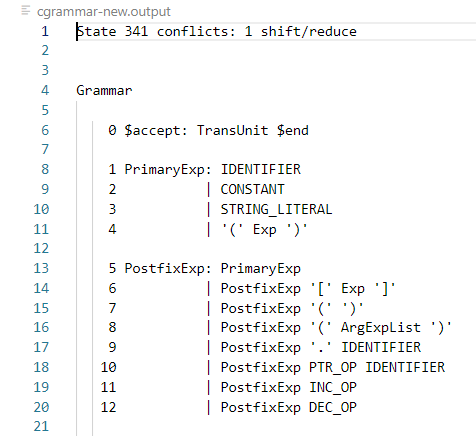 cgrammar-new.output
1 State 341 conflicts: 1 shift/reduce
2
3
4 Grammar
5
6 0 $accept: TransUnit $end
7
8 1 PrimaryExp: IDENTIFIER
9 2 | CONSTANT
10 3 | STRING_LITERAL
11 4 | '(' Exp ')'
12
13 5 PostfixExp: PrimaryExp
14 6 | PostfixExp '[' Exp ']'
15 7 | PostfixExp '(' ')'
16 8 | PostfixExp '(' ArgExpList ')'
17 9 | PostfixExp '.' IDENTIFIER
18 10 | PostfixExp PTR_OP IDENTIFIER
19 11 | PostfixExp INC_OP
20 12 | PostfixExp DEC_OP
21